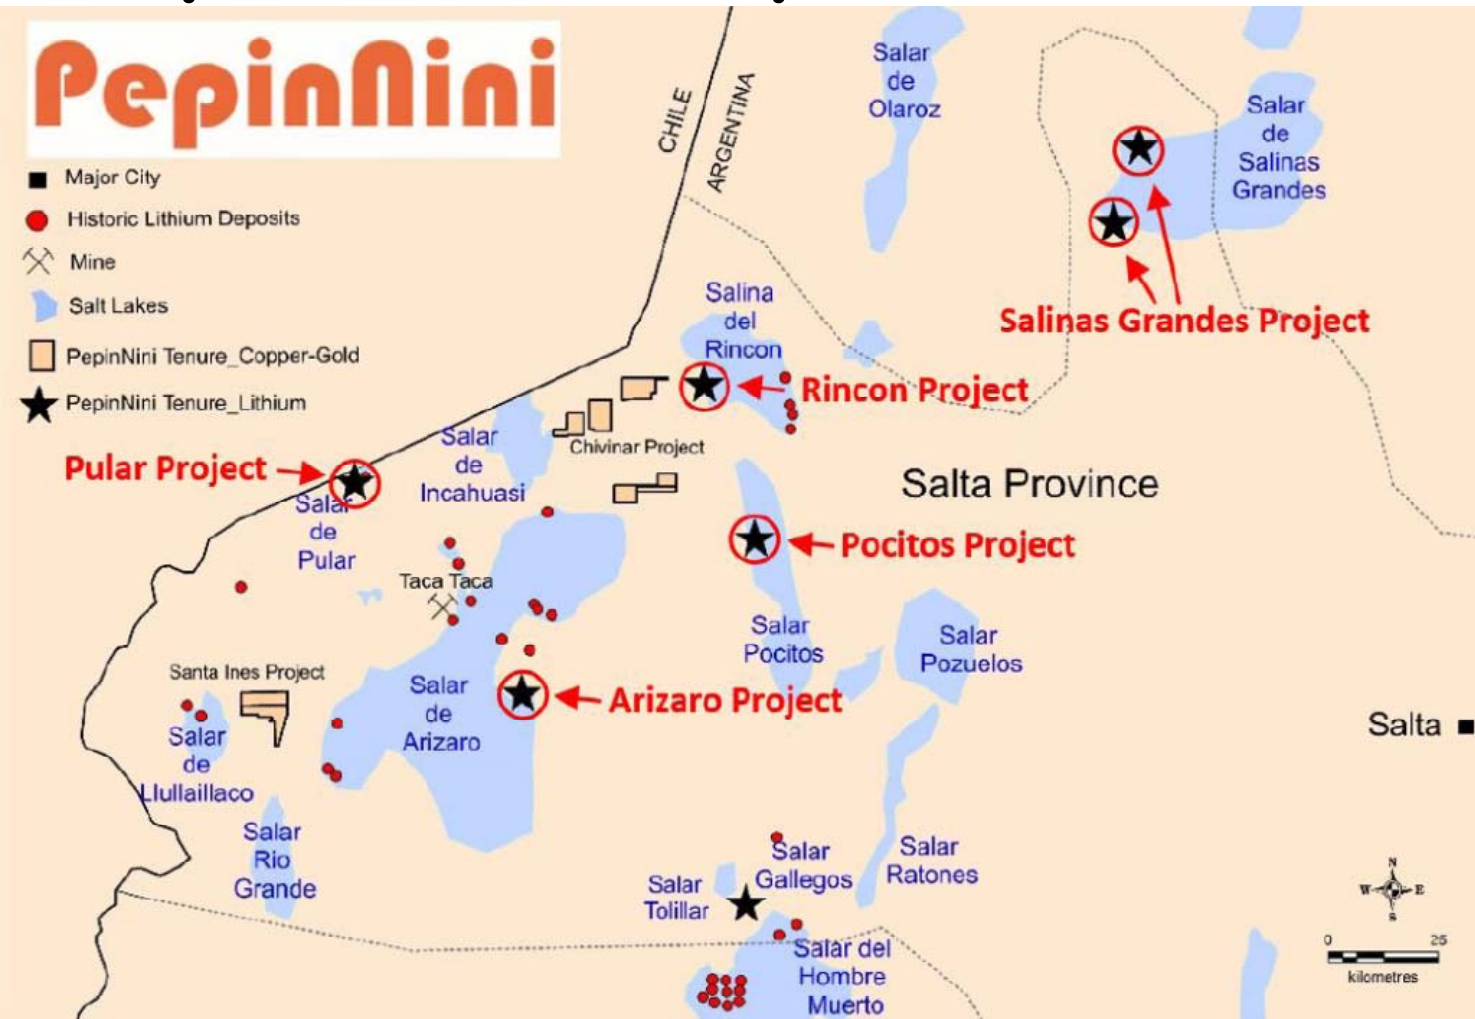 PepinNini
Major City
Historic Lithium Deposits
Mine
Salt Lakes
PepinNini Tenure_Copper-Gold
PepinNini Tenure_Lithium
CHILE
ARGENTINA
Salar
de
Olaroz
Salar
de
Salinas
Grandes
Salinas Grandes Project
Salina
del
Rincon
Rincon Project
Chivinar Project
Salar
de
Incahuasi
Pular Project
Salar
de
Pular
Salta Province
Pocitos Project
Taca Taca
Salar
Pocitos
Salar
Pozuelos
Santa Ines Project
Salar
de
Arizaro
Arizaro Project
Salta
Salar
de
Llullaillaco
Salar
Rio
Grande
Salar
Gallegos
Salar
Ratones
Salar
Tolillar
Salar del
Hombre
Muerto
N
W E
S
0 25
kilometres